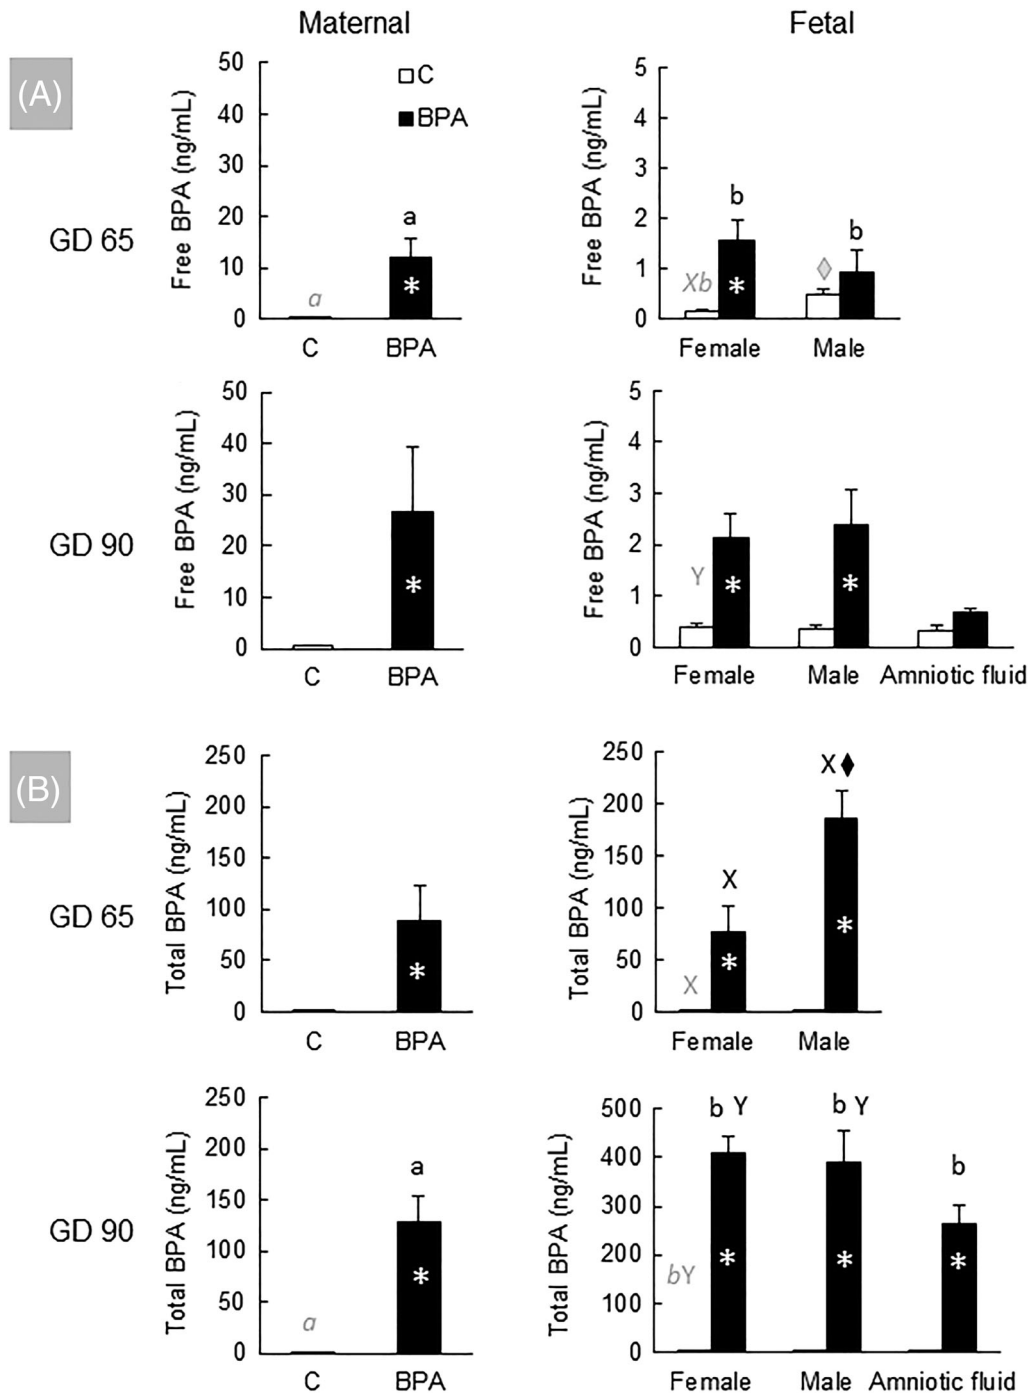 Maternal
Fetal
(A)
GD 65
Free BPA (ng/mL)
50
40
30
20
10
0
C
BPA
a
a
*
C
BPA
Free BPA (ng/mL)
5
4
3
2
1
0
Xb
b
*
b
Female
Male
GD 90
Free BPA (ng/mL)
50
40
30
20
10
0
*
C
BPA
Free BPA (ng/mL)
5
4
3
2
1
0
Y
*
*
Female
Male
Amniotic fluid
(B)
GD 65
Total BPA (ng/mL)
250
200
150
100
50
0
*
C
BPA
Total BPA (ng/mL)
250
200
150
100
50
0
X
X
*
X
*
Female
Male
GD 90
Total BPA (ng/mL)
250
200
150
100
50
0
a
a
*
C
BPA
Total BPA (ng/mL)
500
400
300
200
100
0
bY
b Y
*
b Y
*
b
*
Female
Male
Amniotic fluid